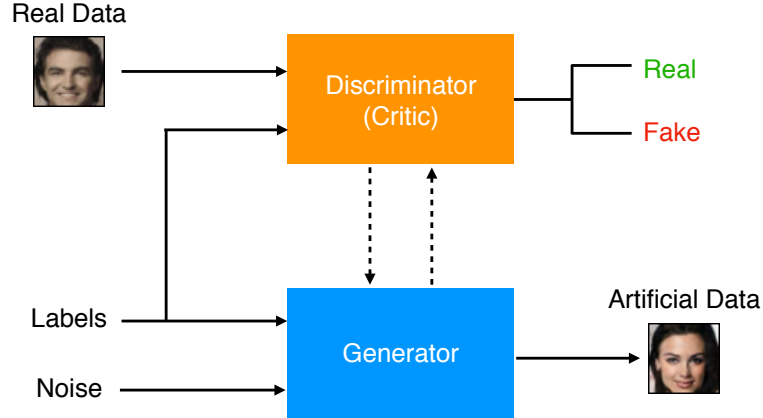 Real Data
Discriminator
(Critic)
Real
Fake
Labels
Noise
Generator
Artificial Data